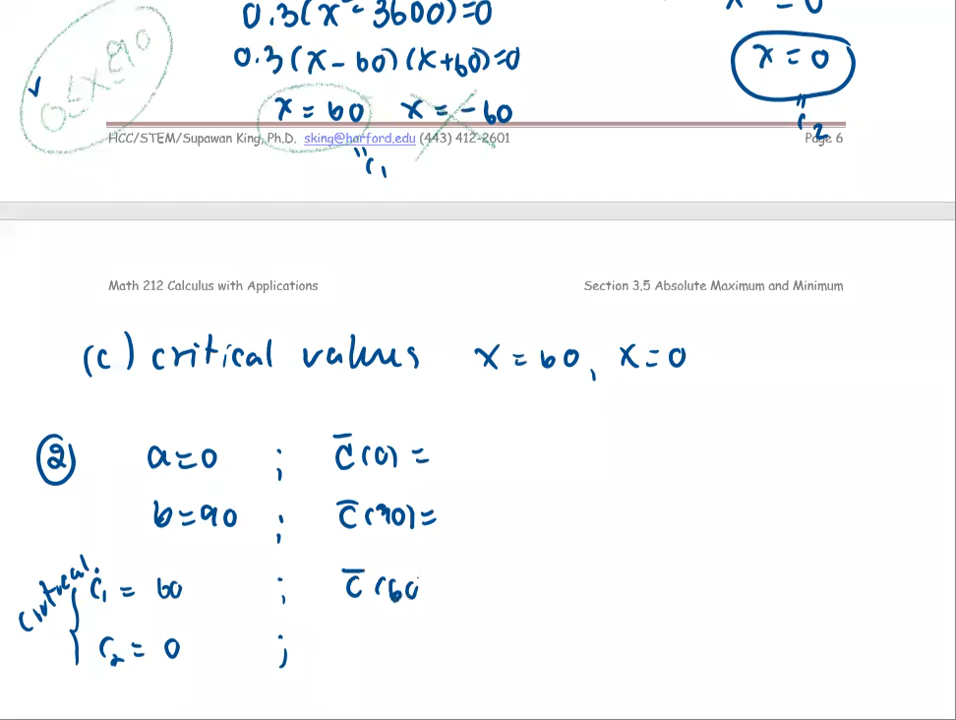 0.3(x² - 3600)=0
0.3(x-60)(x+60)=0
x = 0
0≤x≤90
x = 60 x = -60
HCC/STEM/Supawan King, Ph.D. sking@harford.edu (443) 412-2601 Page 6
" c₁
" c₂
Math 212 Calculus with Applications Section 3.5 Absolute Maximum and Minimum
(c) critical values x = 60, x = 0
② a=0 ; C̄(0) =
b=90 ; C̄(90)=
critical
c₁ = 60 ; C̄(60
c₂ = 0 ;